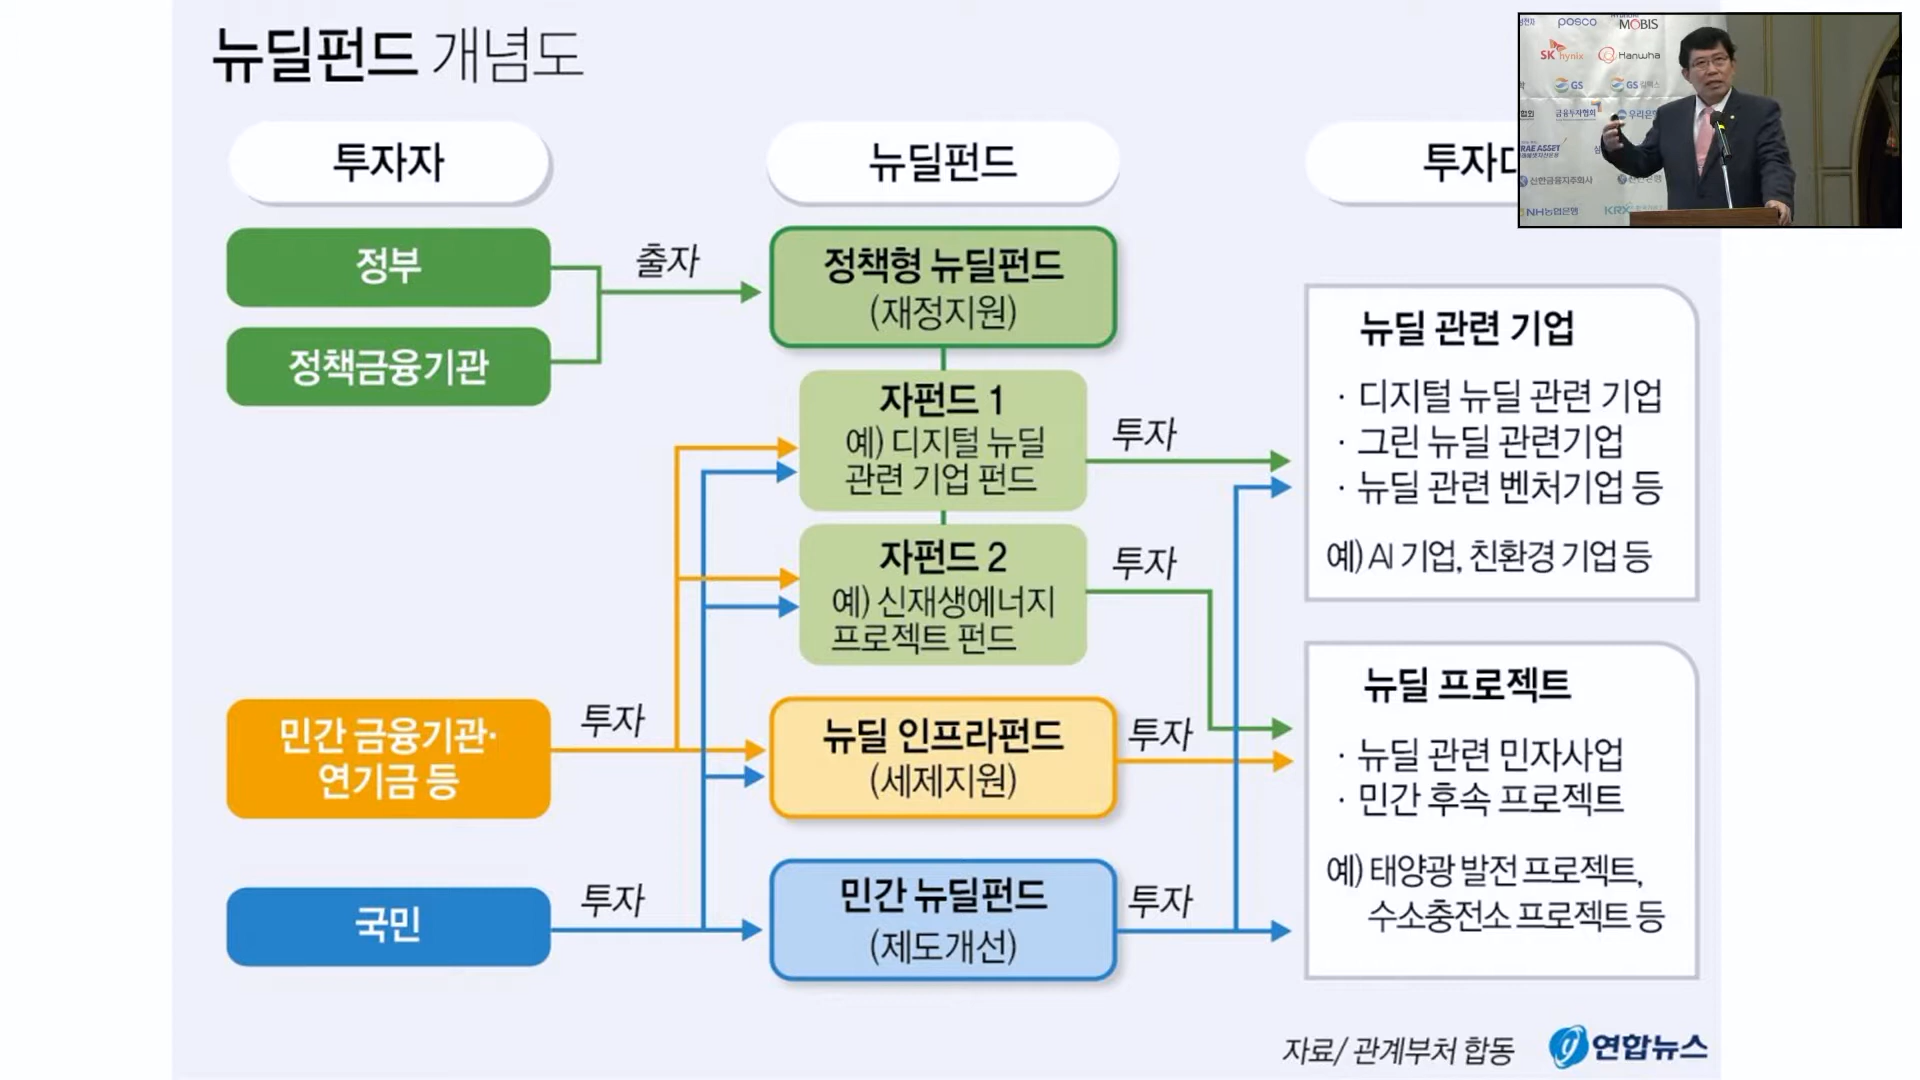 뉴딜펀드 개념도
투자자
뉴딜펀드
정부
정책금융기관
출자
정책형 뉴딜펀드
(재정지원)
자펀드 1
예) 디지털 뉴딜
관련 기업 펀드
자펀드 2
예) 신재생에너지
프로젝트 펀드
투자
투자
민간 금융기관·
연기금 등
투자
뉴딜 인프라펀드
(세제지원)
투자
국민
투자
민간 뉴딜펀드
(제도개선)
투자
뉴딜 관련 기업
· 디지털 뉴딜 관련 기업
· 그린 뉴딜 관련기업
· 뉴딜 관련 벤처기업 등
예) AI 기업, 친환경 기업 등
뉴딜 프로젝트
· 뉴딜 관련 민자사업
· 민간 후속 프로젝트
예) 태양광 발전 프로젝트,
수소충전소 프로젝트 등
자료/ 관계부처 합동
연합뉴스
posco
MOBIS
SK hynix
Hanwha
GS
GS 칼텍스
금융투자협회
우리은행
신한금융지주회사
NH농협은행
KRX